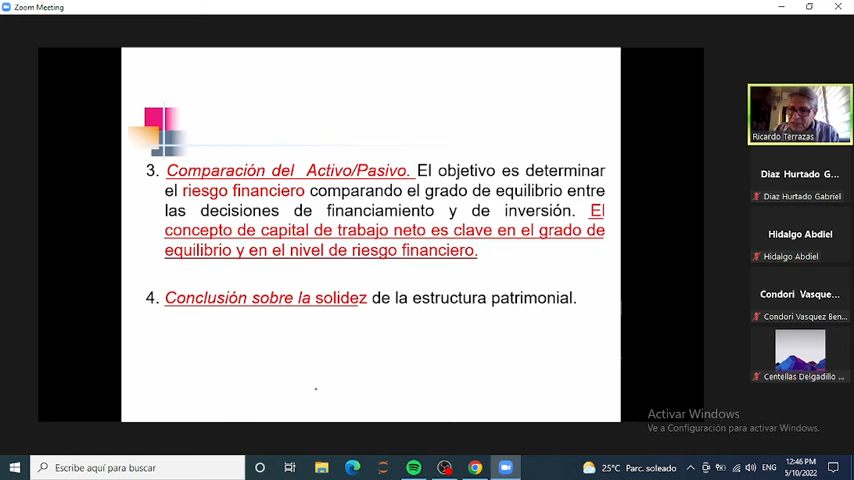 Zoom Meeting
3. Comparación del Activo/Pasivo. El objetivo es determinar
el riesgo financiero comparando el grado de equilibrio entre
las decisiones de financiamiento y de inversión. El
concepto de capital de trabajo neto es clave en el grado de
equilibrio y en el nivel de riesgo financiero.
4. Conclusión sobre la solidez de la estructura patrimonial.
Ricardo Terrazas
Diaz Hurtado G...
Diaz Hurtado Gabriel
Hidalgo Abdiel
Hidalgo Abdiel
Condori Vasque...
Condori Vasquez Ben...
Centellas Delgadillo ...
Activar Windows
Ve a Configuración para activar Windows.
Escribe aquí para buscar
25°C Parc. soleado
ENG
12:46 PM
5/10/2022